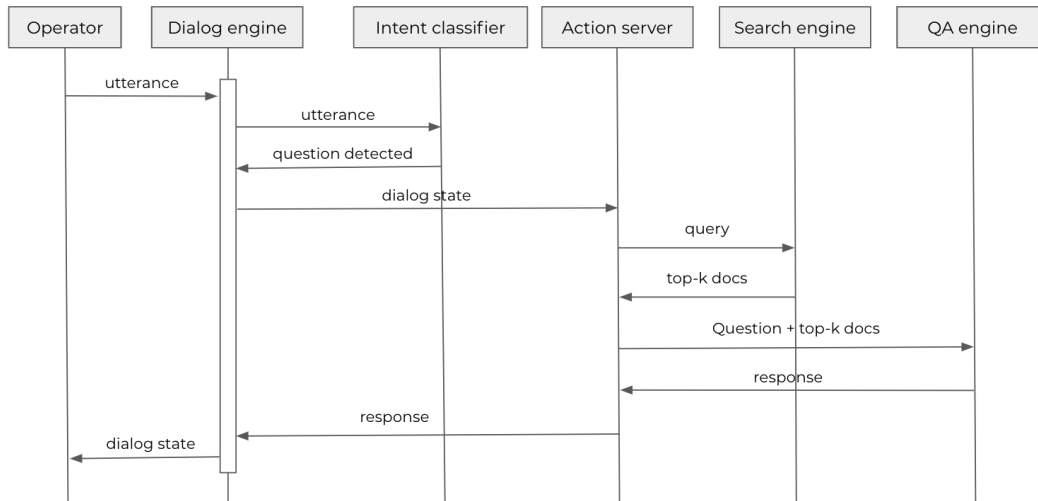 Operator
Dialog engine
Intent classifier
Action server
Search engine
QA engine
utterance
utterance
question detected
dialog state
query
top-k docs
Question + top-k docs
response
response
dialog state